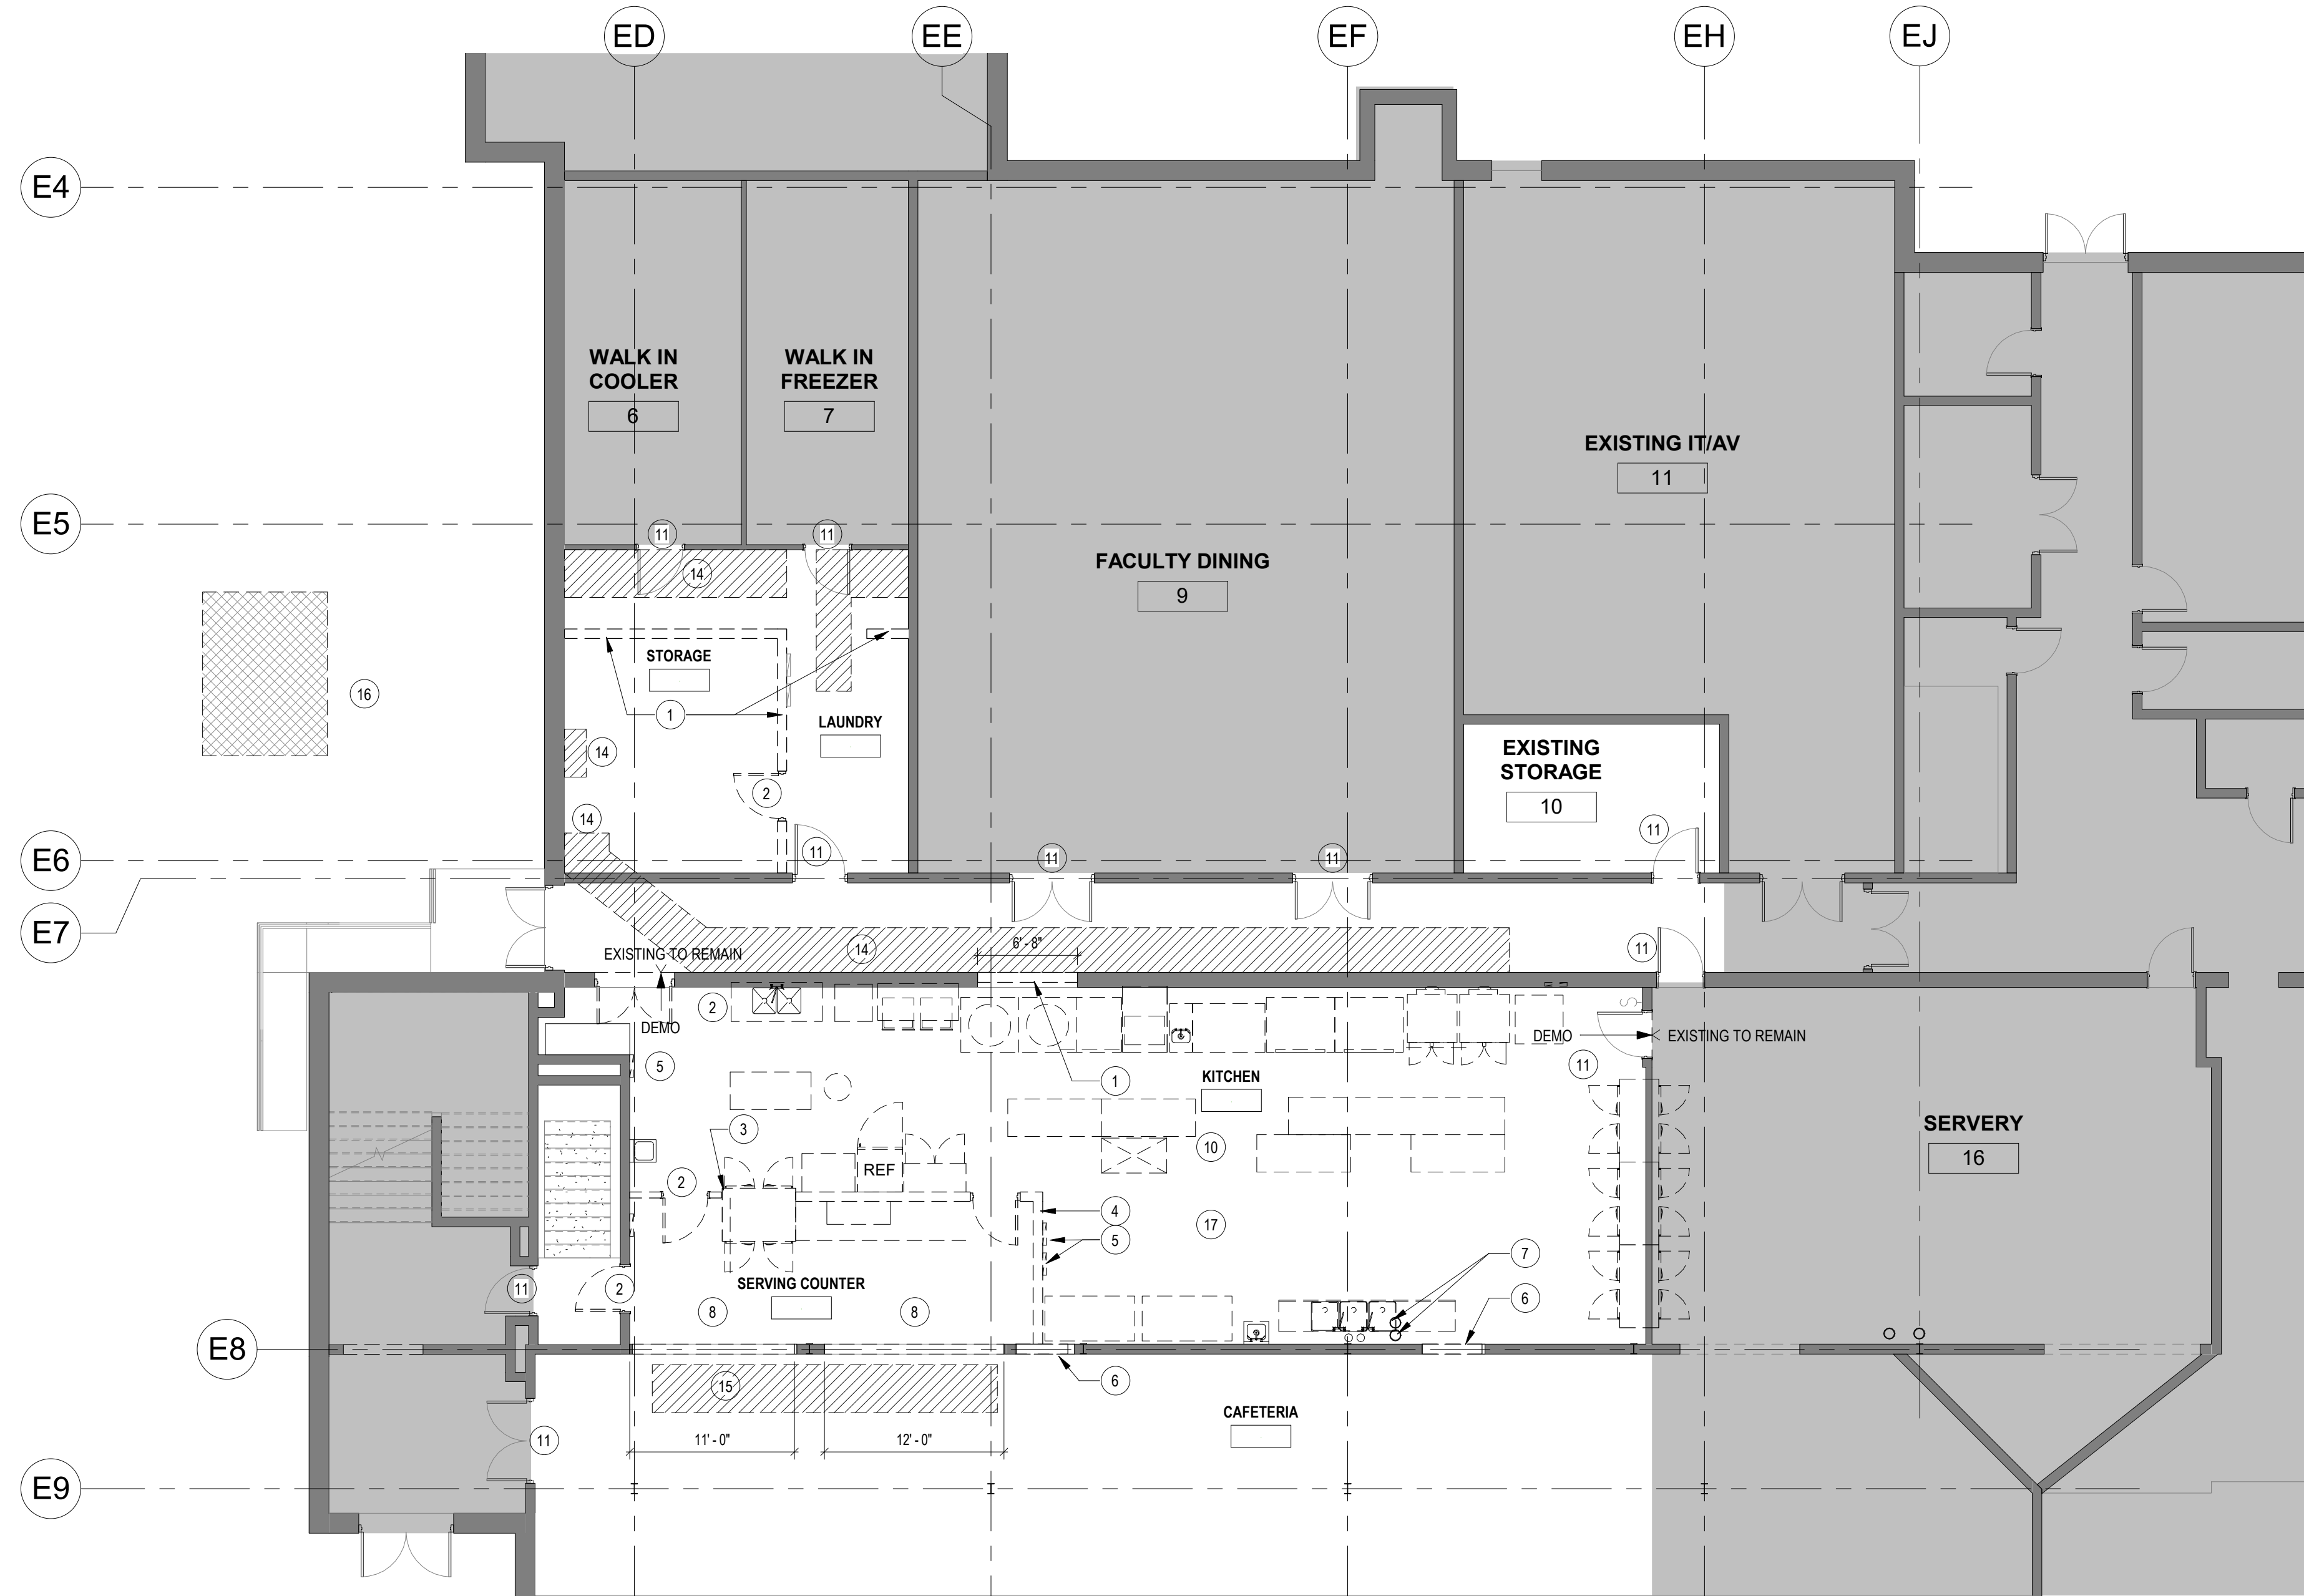 ED
EE
EF
EH
EJ
E4
WALK IN
COOLER
6
WALK IN
FREEZER
7
EXISTING IT/AV
11
E5
11
11
14
FACULTY DINING
9
STORAGE
16
1
LAUNDRY
14
2
EXISTING
STORAGE
10
14
11
11
11
11
E6
E7
EXISTING TO REMAIN
14
6' - 8"
11
2
DEMO
S
DEMO
EXISTING TO REMAIN
5
11
KITCHEN
1
3
SERVERY
16
10
REF
2
4
17
5
7
11
2
SERVING COUNTER
8
8
6
E8
15
6
CAFETERIA
11' - 0"
12' - 0"
11
E9